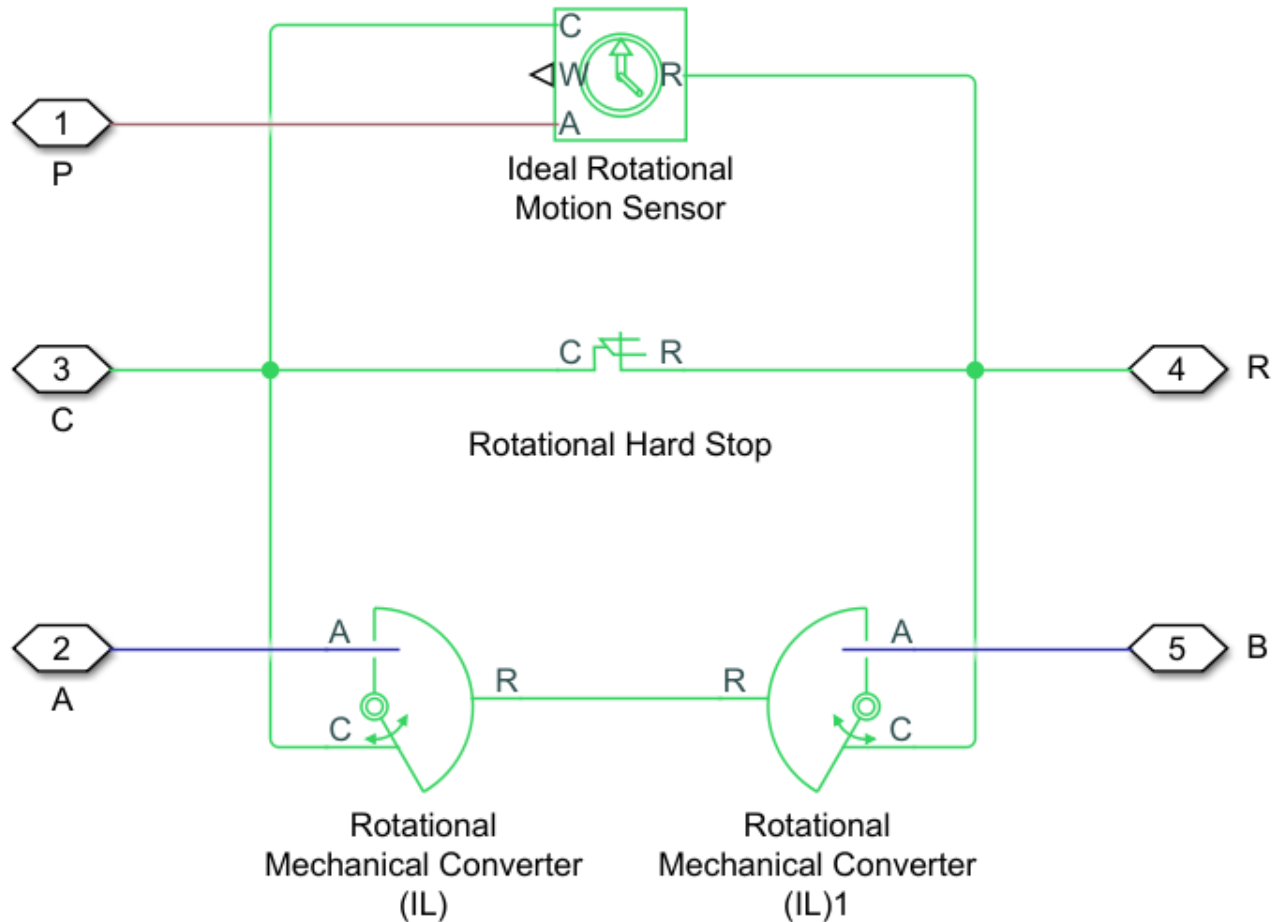 C
W R
1
A
P
Ideal Rotational
Motion Sensor
3
C R
4 R
C
Rotational Hard Stop
2
A
A
5 B
A
R R
C
C
Rotational
Mechanical Converter
(IL)
Rotational
Mechanical Converter
(IL)1